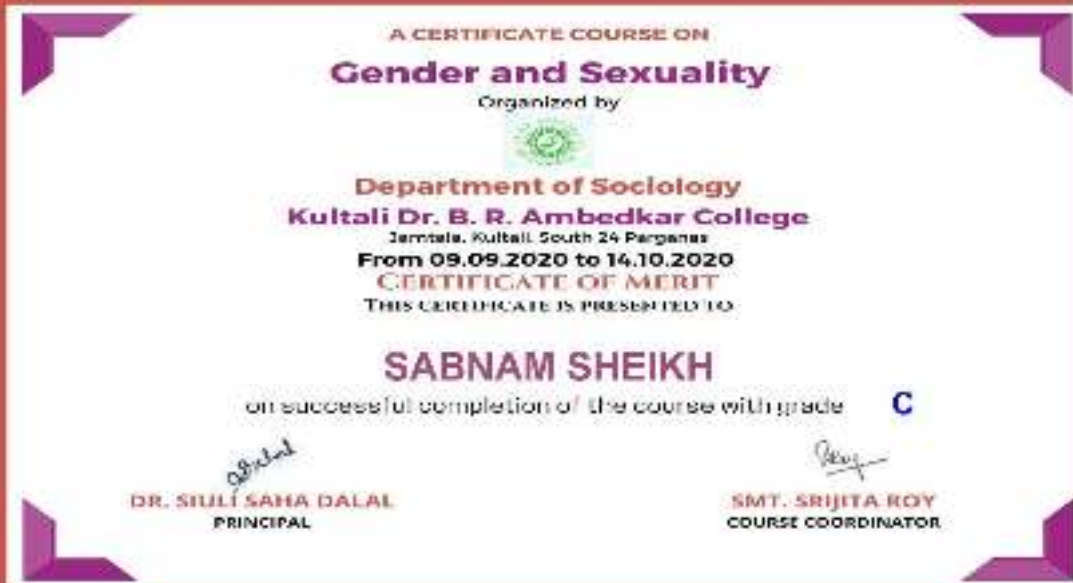 A CERTIFICATE COURSE ON
Gender and Sexuality
Organized by
Department of Sociology
Kultali Dr. B. R. Ambedkar College
Jamtala, Kultali, South 24 Parganas
From 09.09.2020 to 14.10.2020
CERTIFICATE OF MERIT
THIS CERTIFICATE IS PRESENTED TO
SABNAM SHEIKH
on successful completion of the course with grade C
DR. SIULI SAHA DALAL
PRINCIPAL
SMT. SRIJITA ROY
COURSE COORDINATOR